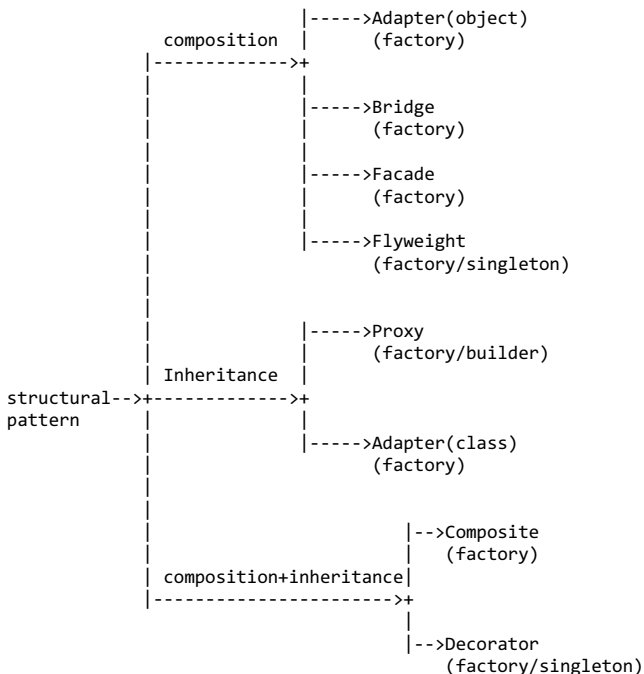 |----->Adapter(object)
composition | (factory)
|------------->+
| |
| |----->Bridge
| | (factory)
| |
| |----->Facade
| | (factory)
| |
| |----->Flyweight
| (factory/singleton)
|
|
| |----->Proxy
| | (factory/builder)
| Inheritance |
structural-->+------------->+
pattern | |
| |----->Adapter(class)
| (factory)
|
|
| |-->Composite
| | (factory)
| composition+inheritance|
|----------------------->+
|
|-->Decorator
(factory/singleton)